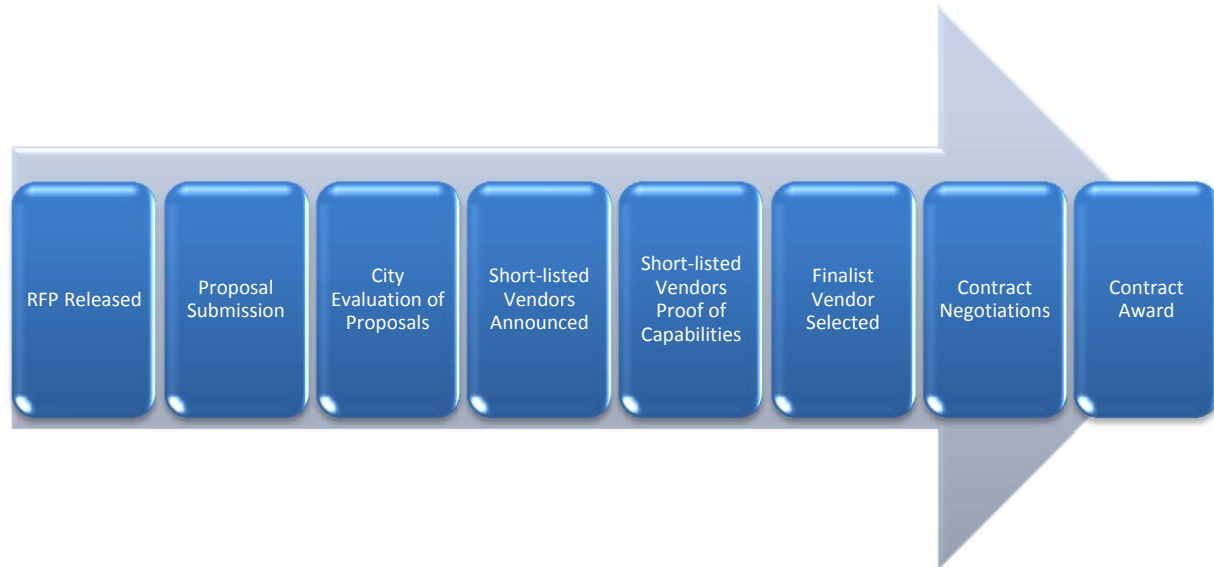 RFP Released
Proposal
Submission
City
Evaluation of
Proposals
Short-listed
Vendors
Announced
Short-listed
Vendors
Proof of
Capabilities
Finalist
Vendor
Selected
Contract
Negotiations
Contract
Award